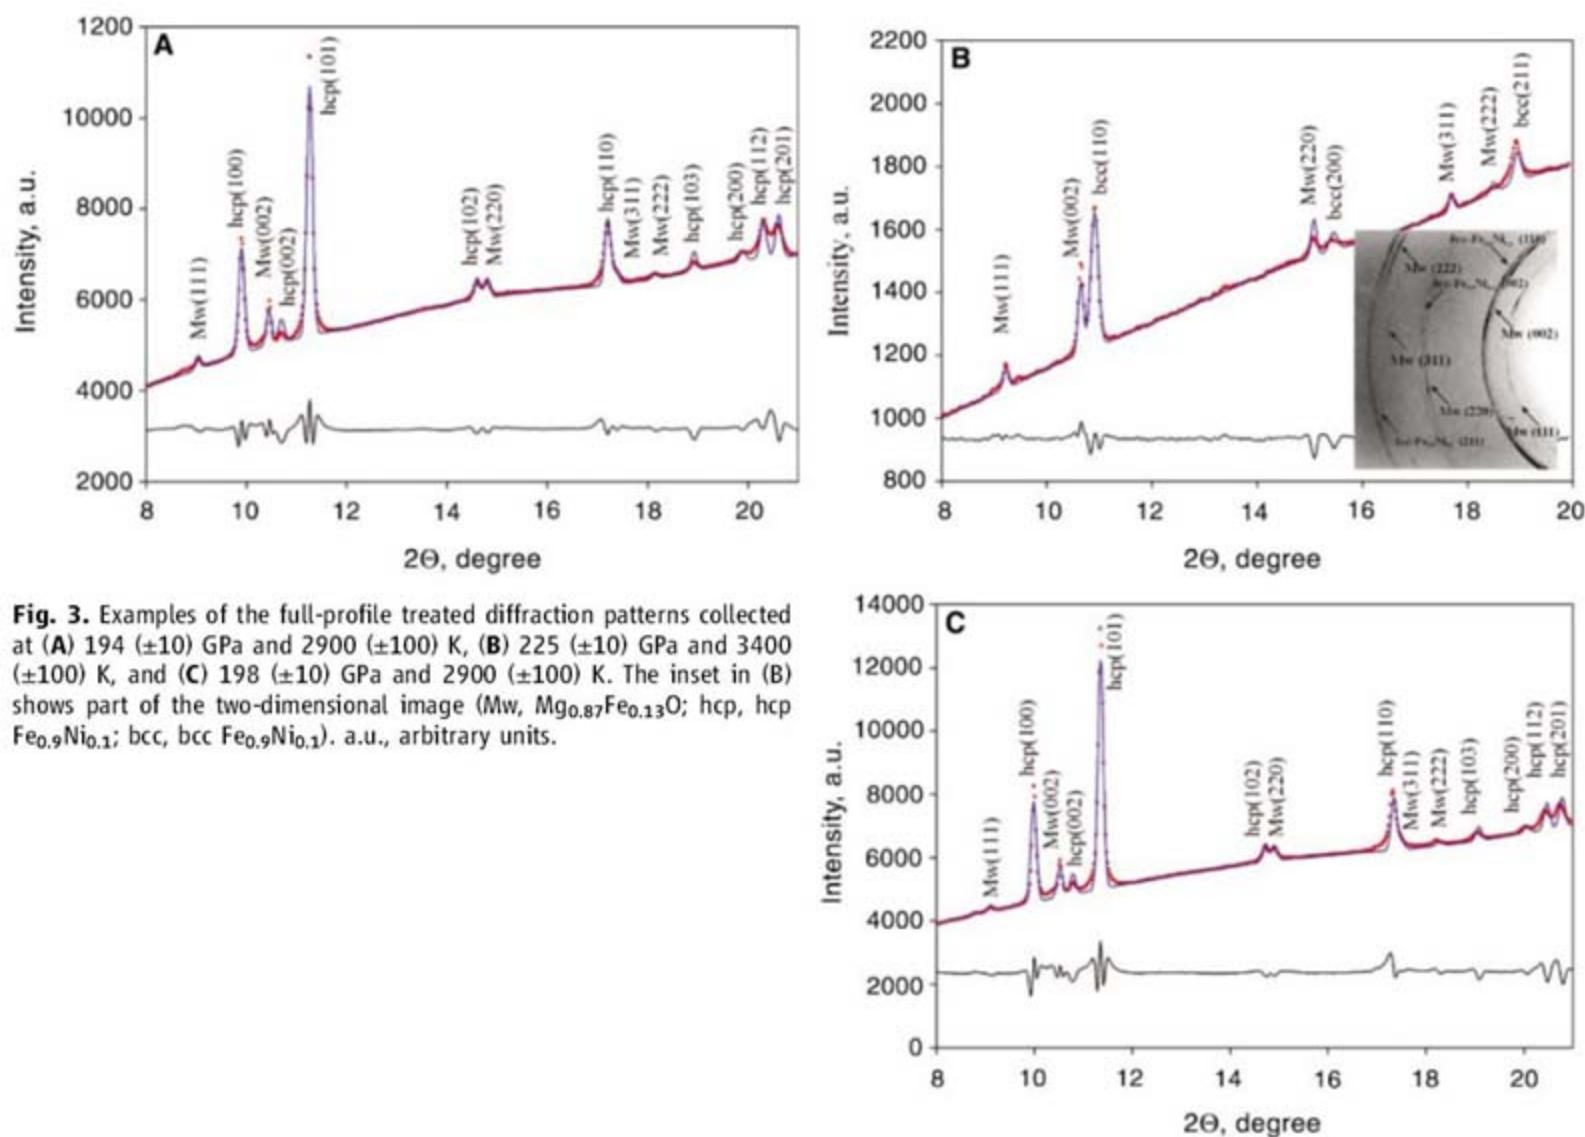 A
1200
10000
8000
6000
4000
2000
Intensity, a.u.
8 10 12 14 16 18 20
2Θ, degree
Mw(111)
hcp(100)
Mw(002)
hcp(002)
hcp(101)
hcp(102)
Mw(220)
hcp(110)
Mw(311)
Mw(222)
hcp(103)
hcp(200)
hcp(112)
hcp(201)
B
2200
2000
1800
1600
1400
1200
1000
800
Intensity, a.u.
8 10 12 14 16 18 20
2Θ, degree
Mw(111)
Mw(002)
bcc(110)
Mw(220)
bcc(200)
Mw(311)
Mw(222)
bcc(211)
(110)
Mw (222)
(002)
Mw (002)
Mw (311)
Mw (220)
Mw (111)
(211)
Fig. 3. Examples of the full-profile treated diffraction patterns collected
at (A) 194 (±10) GPa and 2900 (±100) K, (B) 225 (±10) GPa and 3400
(±100) K, and (C) 198 (±10) GPa and 2900 (±100) K. The inset in (B)
shows part of the two-dimensional image (Mw, Mg0.87Fe0.13O; hcp, hcp
Fe0.9Ni0.1; bcc, bcc Fe0.9Ni0.1). a.u., arbitrary units.
C
14000
12000
10000
8000
6000
4000
2000
0
Intensity, a.u.
8 10 12 14 16 18 20
2Θ, degree
Mw(111)
hcp(100)
Mw(002)
hcp(002)
hcp(101)
hcp(102)
Mw(220)
hcp(110)
Mw(311)
Mw(222)
hcp(103)
hcp(200)
hcp(112)
hcp(201)